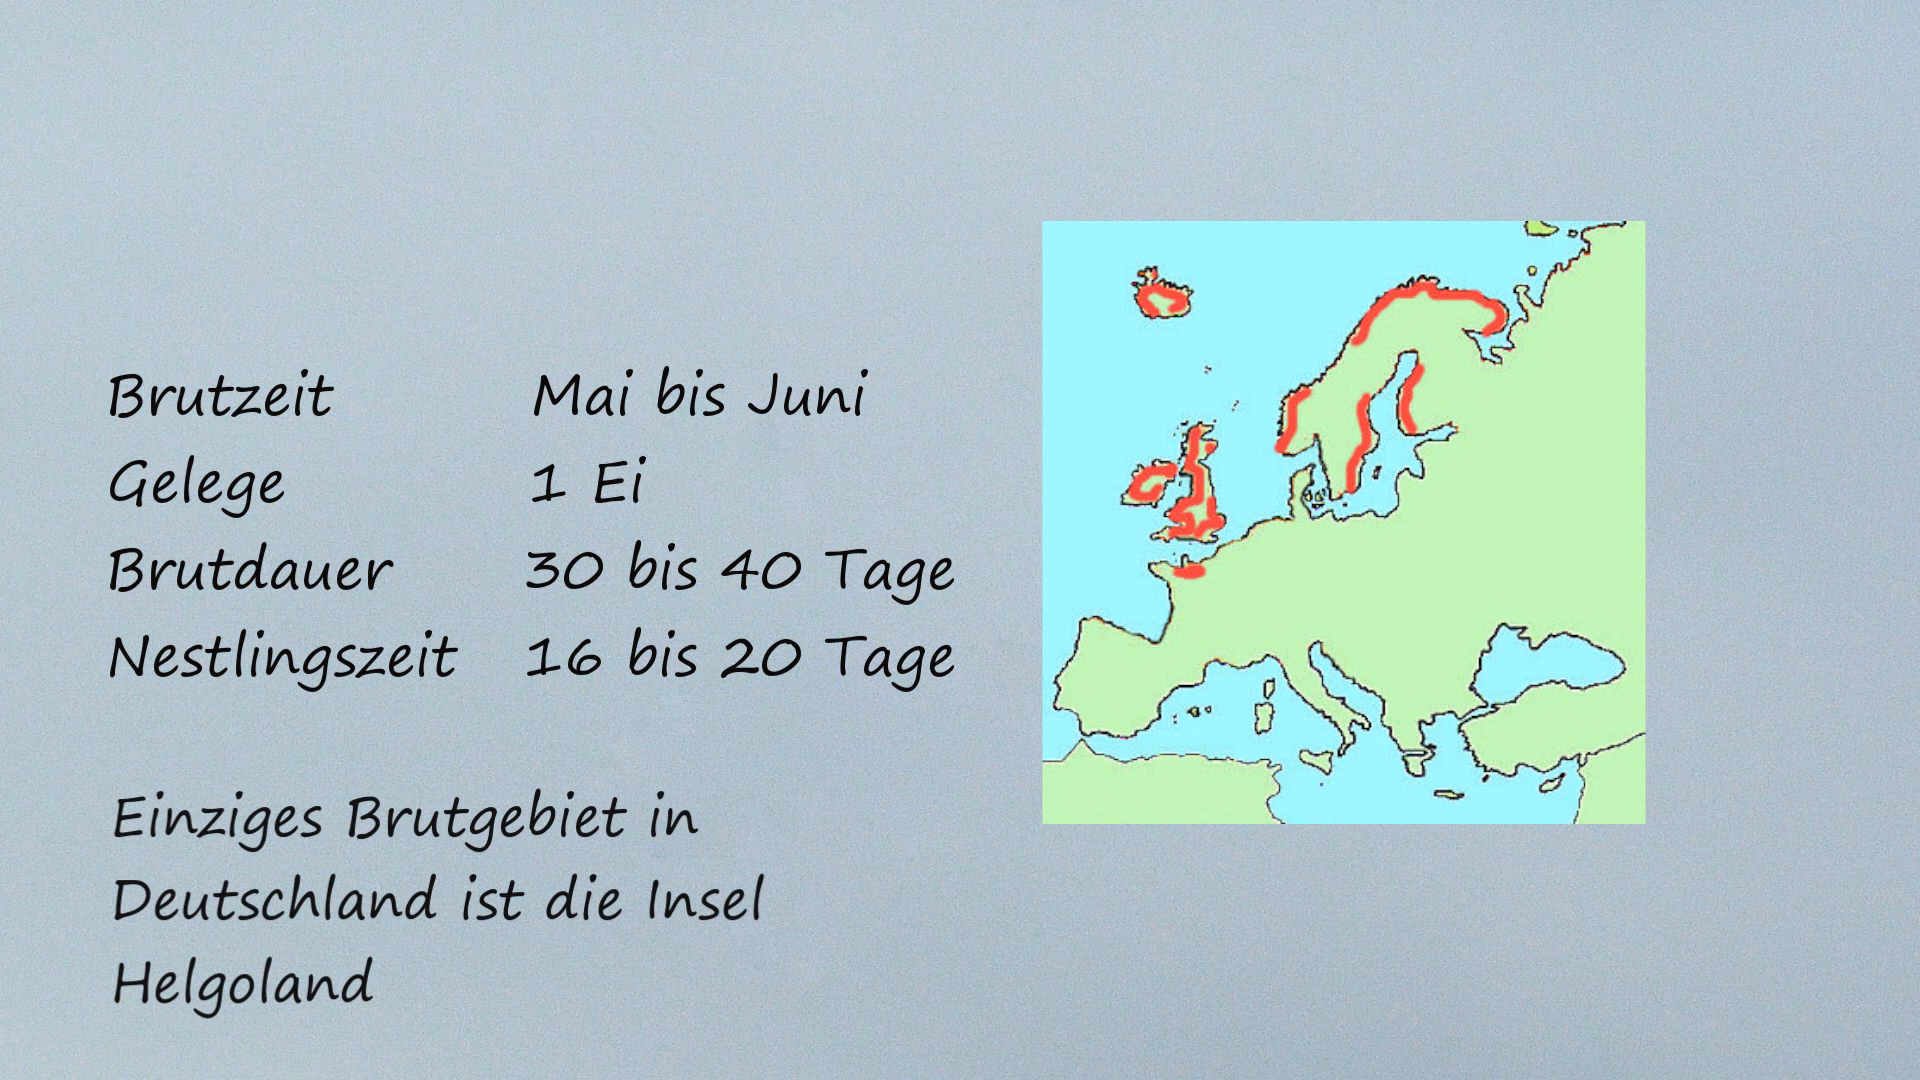 Brutzeit Mai bis Juni
Gelege 1 Ei
Brutdauer 30 bis 40 Tage
Nestlingszeit 16 bis 20 Tage
Einziges Brutgebiet in
Deutschland ist die Insel
Helgoland